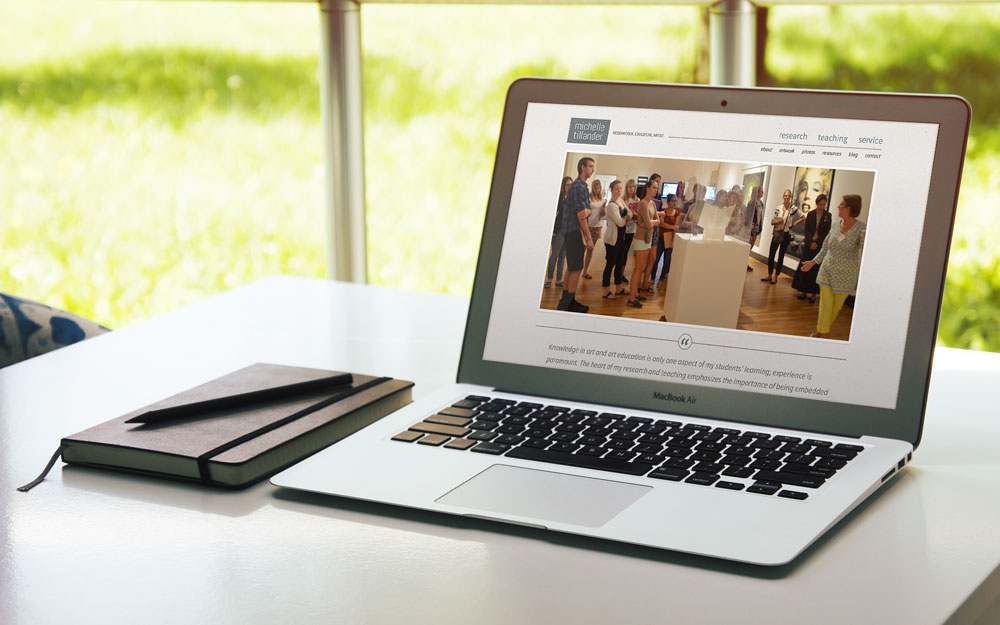 michelle
tillander
RESEARCHER, EDUCATOR, ARTIST
research teaching service
about artwork photos resources blog contact
“
Knowledge in art and art education is only one aspect of my students' learning; experience is
paramount. The heart of my research and teaching emphasizes the importance of being embedded
MacBook Air